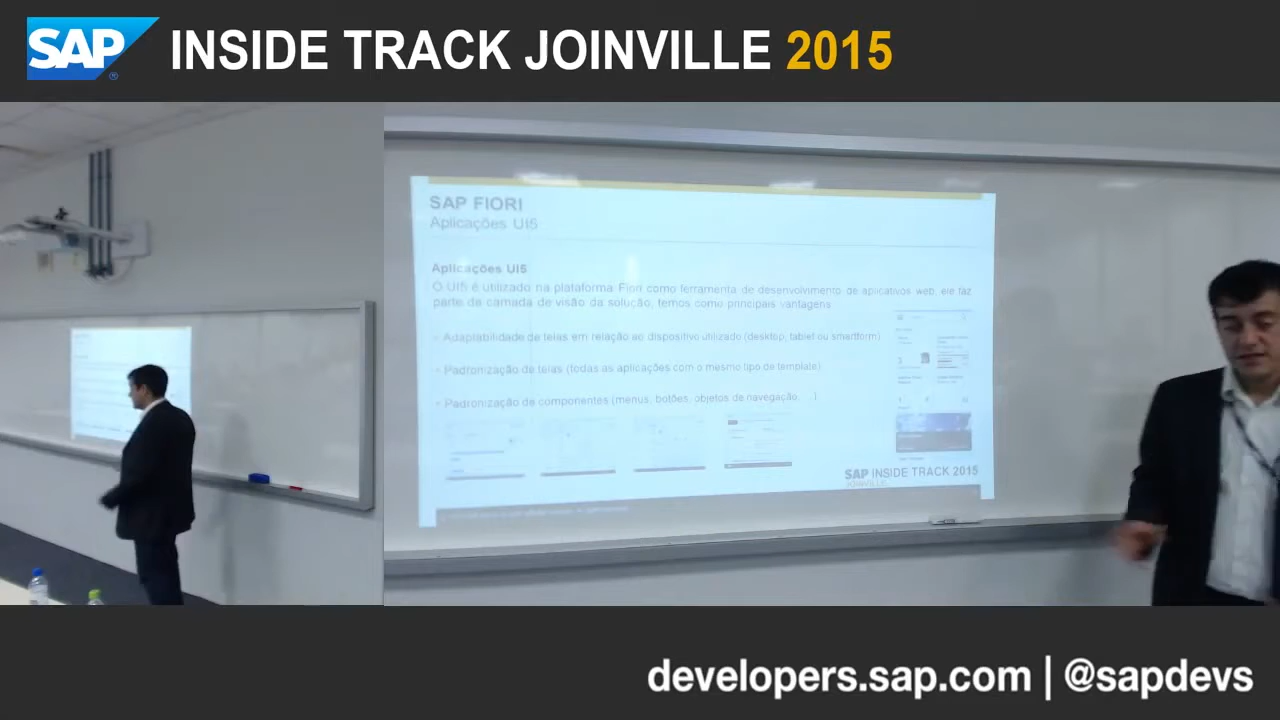 SAP INSIDE TRACK JOINVILLE 2015
SAP FIORI
Aplicações UI5
Aplicações UI5
O UI5 é utilizado na plataforma Fiori como ferramenta de desenvolvimento de aplicativos web, ele faz
parte da camada de visão da solução, temos como principais vantagens
- Adaptabilidade de telas em relação ao dispositivo utilizado (desktop, tablet ou smartform)
- Padronização de telas (todas as aplicações com o mesmo tipo de template)
- Padronização de componentes (menus, botões, objetos de navegação, ...)
SAP INSIDE TRACK 2015
JOINVILLE
developers.sap.com | @sapdevs